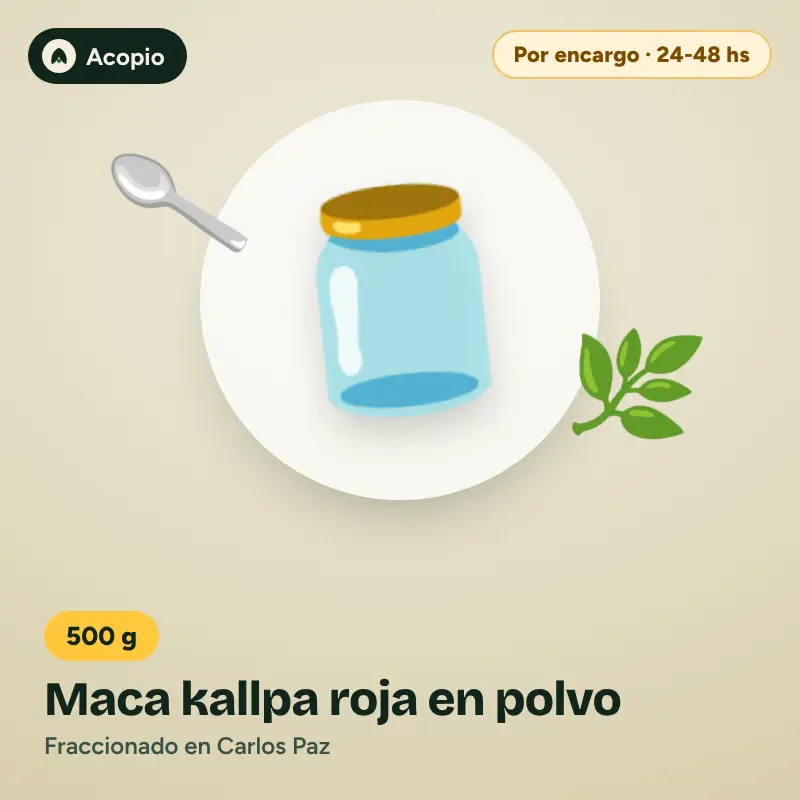 Acopio
Por encargo · 24-48 hs
500 g
Maca kallpa roja en polvo
Fraccionado en Carlos Paz